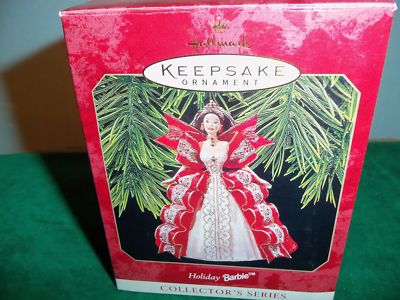 Hallmark
KEEPSAKE
ORNAMENT
Holiday Barbie™
COLLECTOR'S SERIES